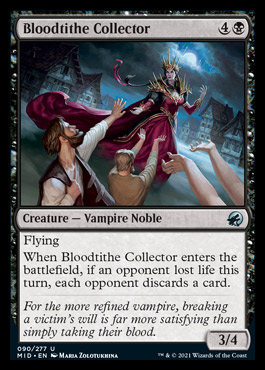 Bloodtithe Collector 4
Creature — Vampire Noble
Flying
When Bloodtithe Collector enters the
battlefield, if an opponent lost life this
turn, each opponent discards a card.
For the more refined vampire, breaking
a victim's will is far more satisfying than
simply taking their blood.
3/4
090/277 U
MID • EN Maria Zolotukhina
™ & © 2021 Wizards of the Coast